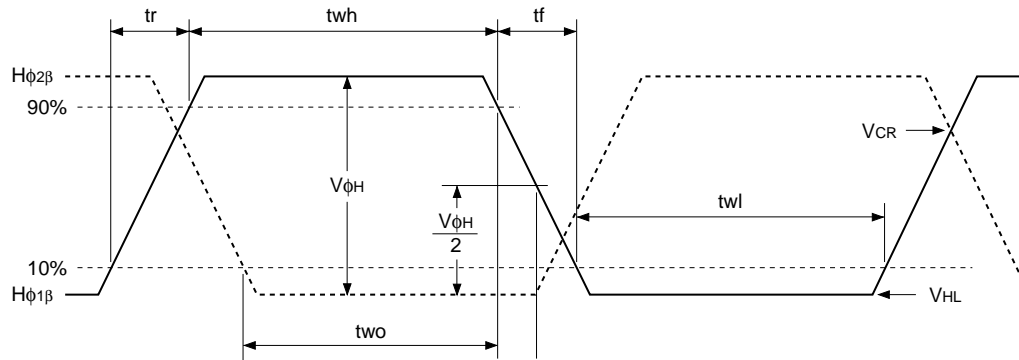 tr
twh
tf
Hϕ2β
90%
VCR
VϕH
VϕH
2
twl
10%
Hϕ1β
VHL
two